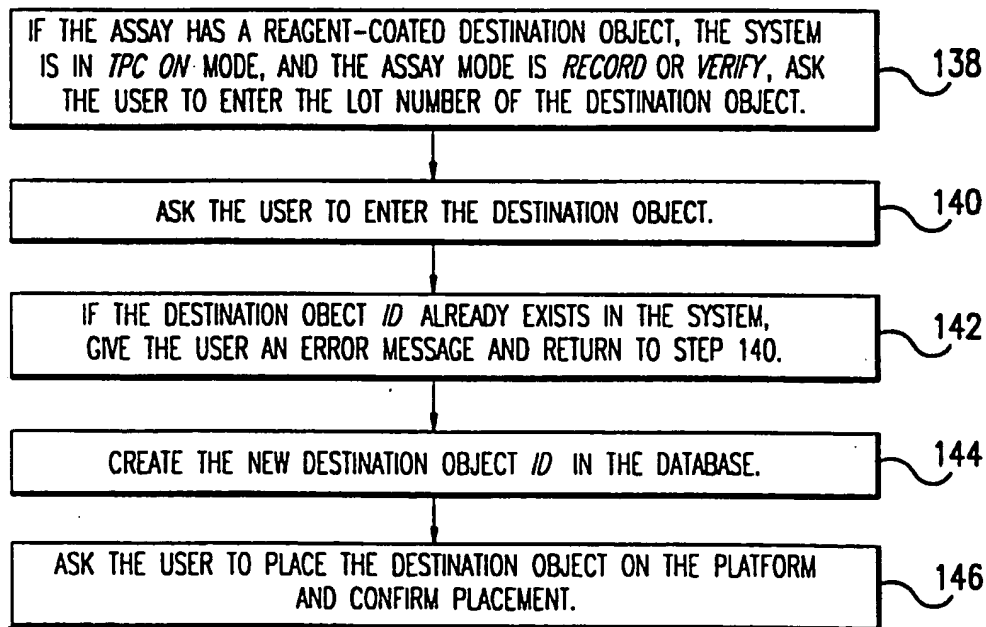 IF THE ASSAY HAS A REAGENT-COATED DESTINATION OBJECT, THE SYSTEM
IS IN TPC ON MODE, AND THE ASSAY MODE IS RECORD OR VERIFY, ASK
THE USER TO ENTER THE LOT NUMBER OF THE DESTINATION OBJECT.
138
ASK THE USER TO ENTER THE DESTINATION OBJECT.
140
IF THE DESTINATION OBECT ID ALREADY EXISTS IN THE SYSTEM,
GIVE THE USER AN ERROR MESSAGE AND RETURN TO STEP 140.
142
CREATE THE NEW DESTINATION OBJECT ID IN THE DATABASE.
144
ASK THE USER TO PLACE THE DESTINATION OBJECT ON THE PLATFORM
AND CONFIRM PLACEMENT.
146